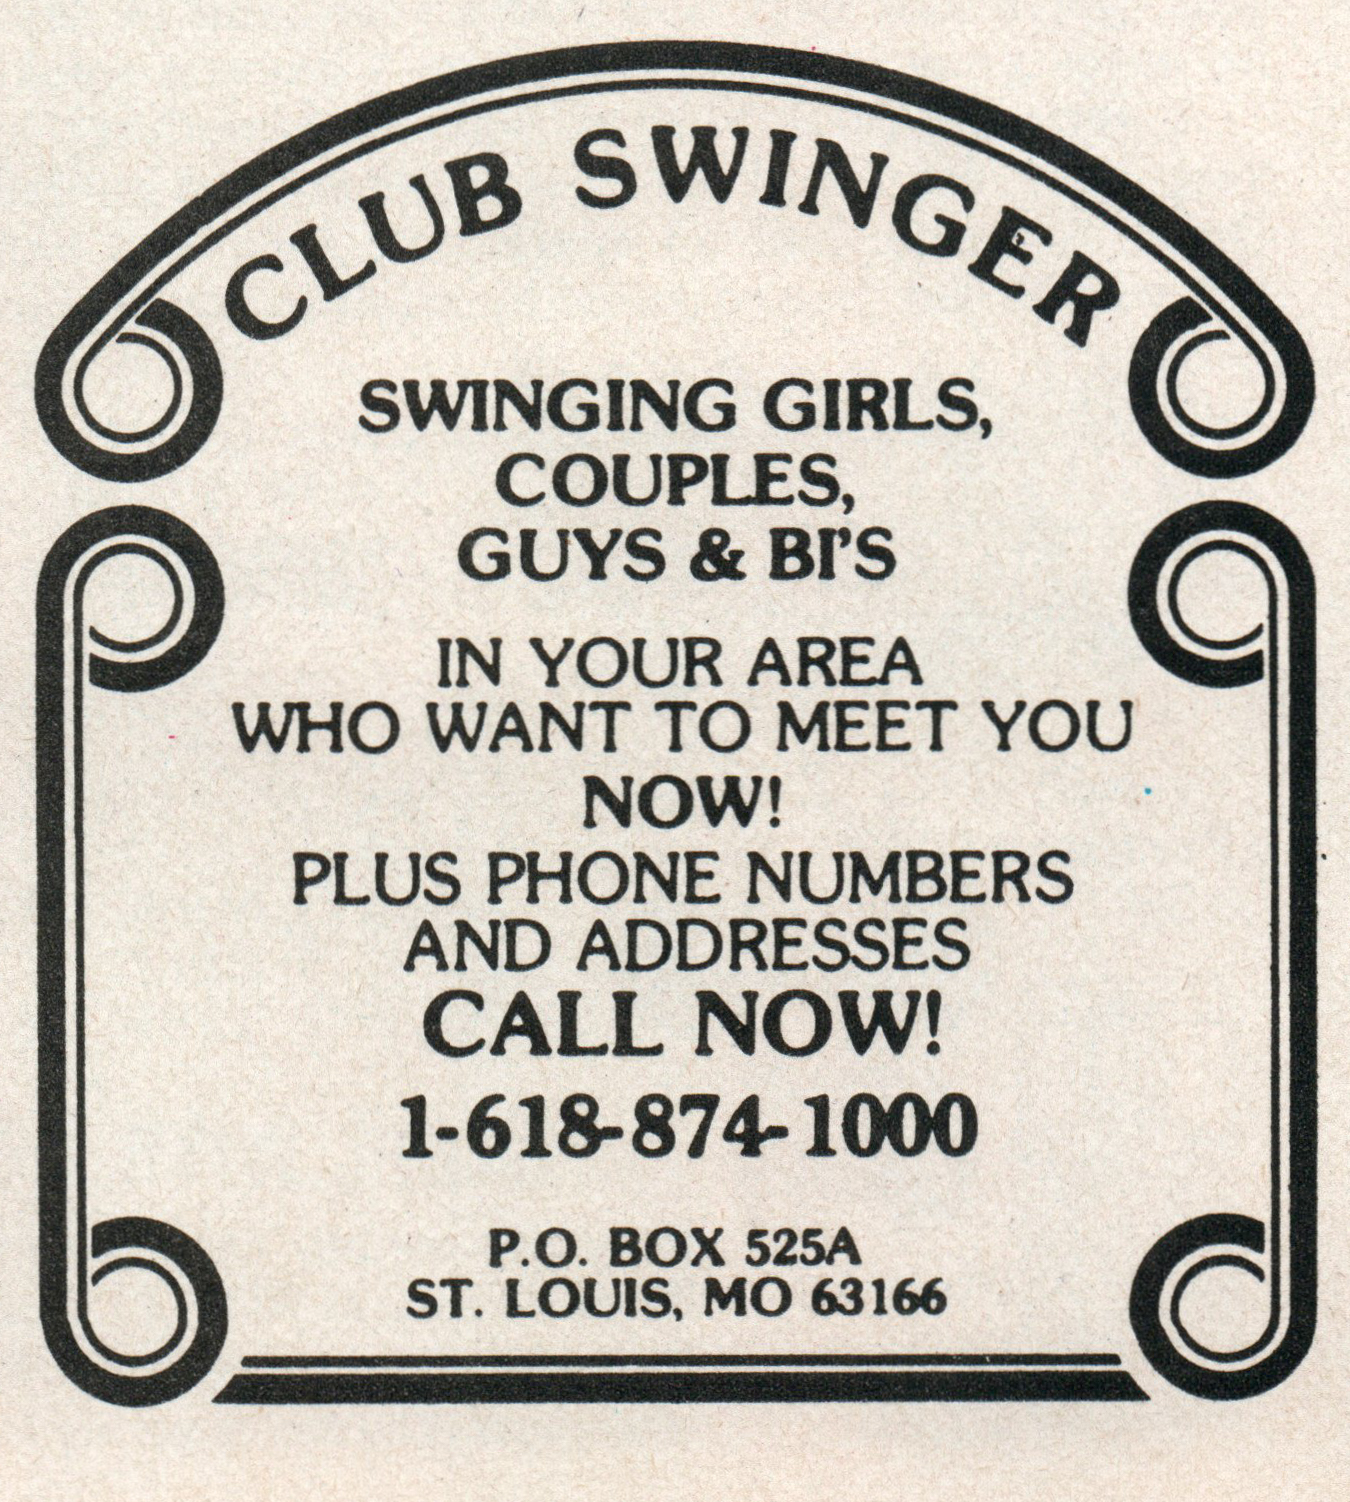 CLUB SWINGER
SWINGING GIRLS,
COUPLES,
GUYS & BI'S
IN YOUR AREA
WHO WANT TO MEET YOU
NOW!
PLUS PHONE NUMBERS
AND ADDRESSES
CALL NOW!
1-618-874-1000
P.O. BOX 525A
ST. LOUIS, MO 63166